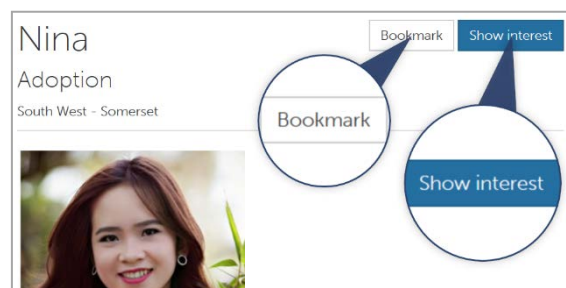 Nina
Bookmark
Show interest
Adoption
South West - Somerset
Bookmark
Show interest